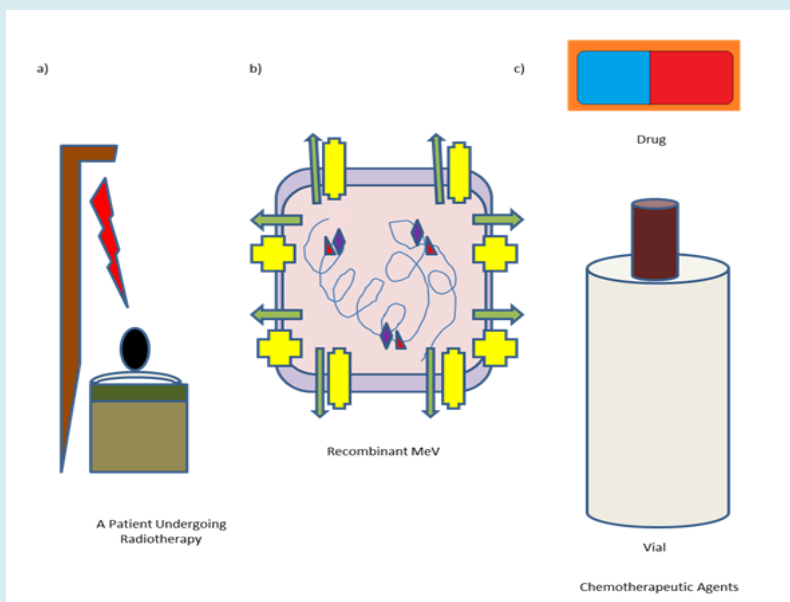 a)
b)
c)
Drug
Recombinant MeV
A Patient Undergoing
Radiotherapy
Vial
Chemotherapeutic Agents